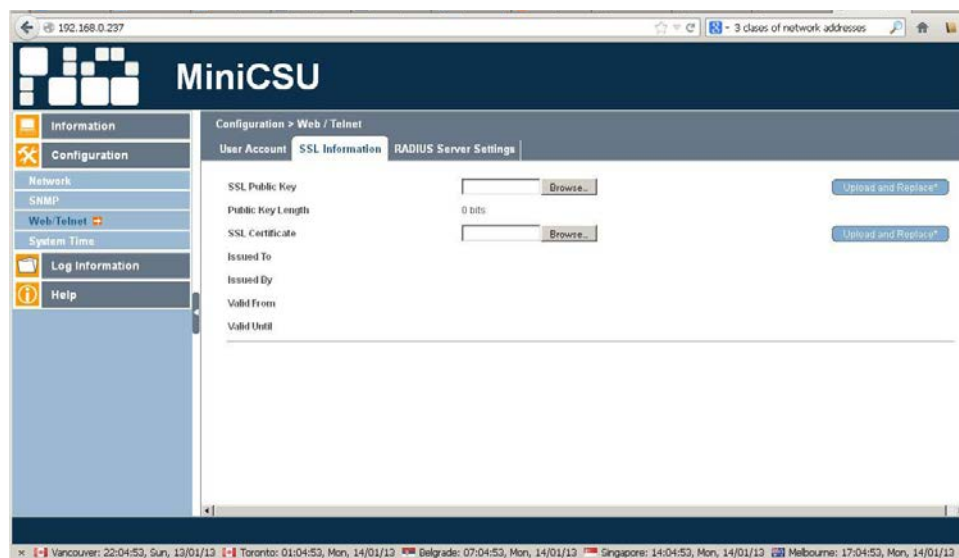 192.168.0.237
3 clases of network addresses
MiniCSU
Information
Configuration
Network
SNMP
Web/Telnet
System Time
Log Information
Help
Configuration > Web / Telnet
User Account SSL Information RADIUS Server Settings
SSL Public Key Browse... Upload and Replace*
Public Key Length 0 bits
SSL Certificate Browse... Upload and Replace*
Issued To
Issued By
Valid From
Valid Until
Vancouver: 22:04:53, Sun, 13/01/13 Toronto: 01:04:53, Mon, 14/01/13 Belgrade: 07:04:53, Mon, 14/01/13 Singapore: 14:04:53, Mon, 14/01/13 Melbourne: 17:04:53, Mon, 14/01/13